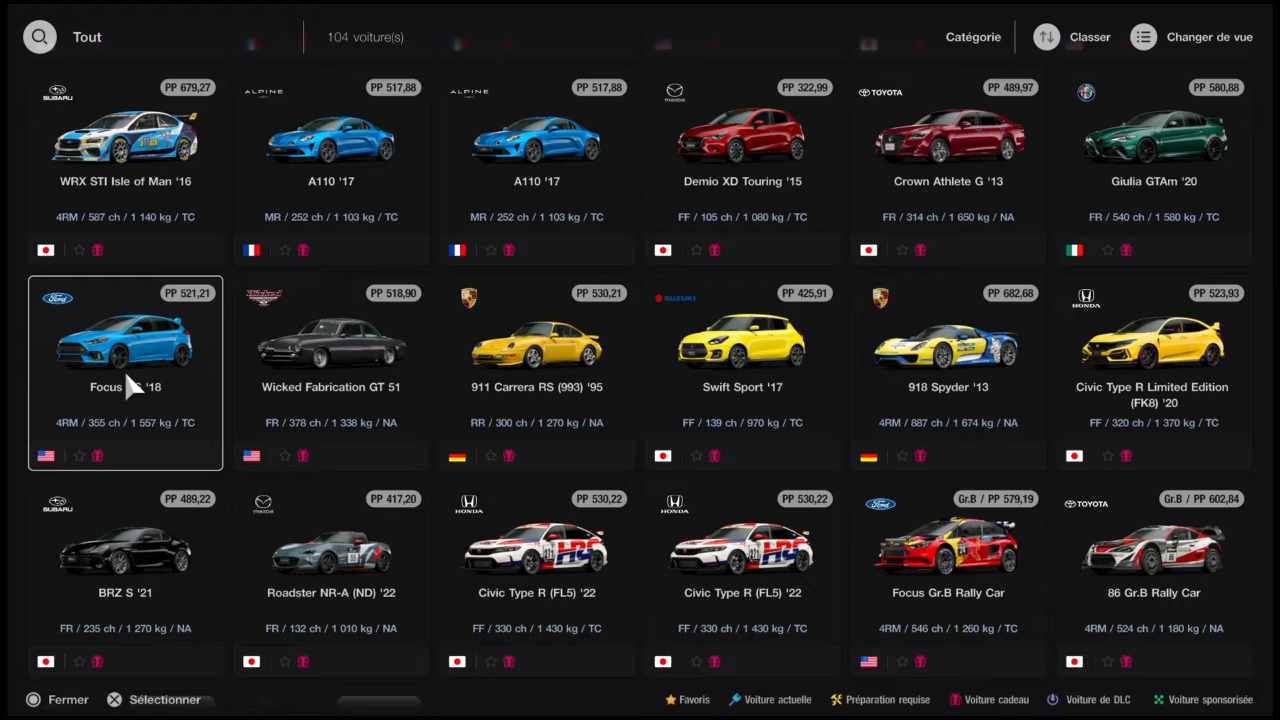 Tout
104 voiture(s)
Catégorie
Classer
Changer de vue
SUBARU
PP 679,27
WRX STI Isle of Man '16
4RM / 587 ch / 1 140 kg / TC
ALPINE
PP 517,88
A110 '17
MR / 252 ch / 1 103 kg / TC
ALPINE
PP 517,88
A110 '17
MR / 252 ch / 1 103 kg / TC
mazda
PP 322,99
Demio XD Touring '15
FF / 105 ch / 1 080 kg / TC
TOYOTA
PP 489,97
Crown Athlete G '13
FR / 314 ch / 1 650 kg / NA
PP 580,88
Giulia GTAm '20
FR / 540 ch / 1 580 kg / TC
Ford
PP 521,21
Focus '18
4RM / 355 ch / 1 557 kg / TC
Wicked
PP 518,90
Wicked Fabrication GT 51
FR / 378 ch / 1 338 kg / NA
PP 530,21
911 Carrera RS (993) '95
RR / 300 ch / 1 270 kg / NA
SUZUKI
PP 425,91
Swift Sport '17
FF / 139 ch / 970 kg / TC
PP 682,68
918 Spyder '13
4RM / 887 ch / 1 674 kg / NA
HONDA
PP 523,93
Civic Type R Limited Edition
(FK8) '20
FF / 320 ch / 1 370 kg / TC
SUBARU
PP 489,22
BRZ S '21
FR / 235 ch / 1 270 kg / NA
mazda
PP 417,20
Roadster NR-A (ND) '22
FR / 132 ch / 1 010 kg / NA
HONDA
PP 530,22
Civic Type R (FL5) '22
FF / 330 ch / 1 430 kg / TC
HONDA
PP 530,22
Civic Type R (FL5) '22
FF / 330 ch / 1 430 kg / TC
Ford
Gr.B / PP 579,19
Focus Gr.B Rally Car
4RM / 546 ch / 1 260 kg / TC
TOYOTA
Gr.B / PP 602,84
86 Gr.B Rally Car
4RM / 524 ch / 1 180 kg / NA
Fermer
Sélectionner
Favoris
Voiture actuelle
Préparation requise
Voiture cadeau
Voiture de DLC
Voiture sponsorisée